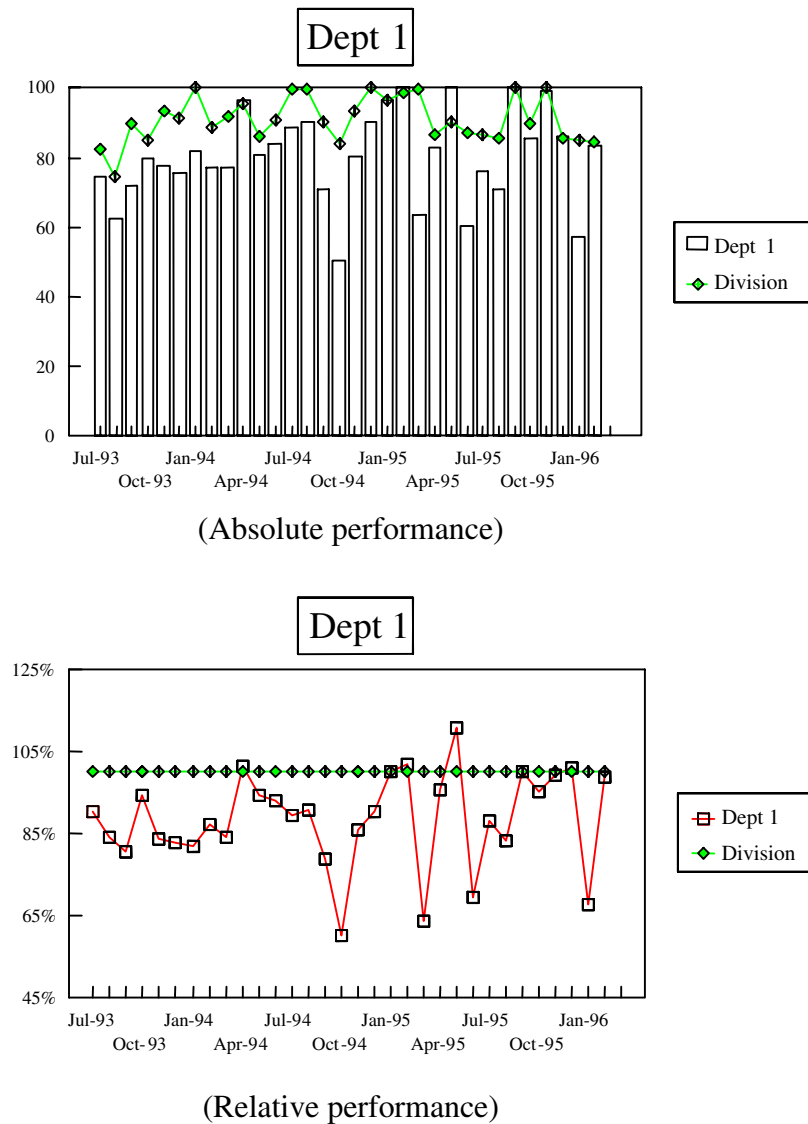 Dept 1
100
80
60
40
20
0
Jul-93 Jan-94 Jul-94 Jan-95 Jul-95 Jan-96
Oct-93 Apr-94 Oct-94 Apr-95 Oct-95
Dept 1
Division
(Absolute performance)
Dept 1
125%
105%
85%
65%
45%
Jul-93 Jan-94 Jul-94 Jan-95 Jul-95 Jan-96
Oct-93 Apr-94 Oct-94 Apr-95 Oct-95
Dept 1
Division
(Relative performance)